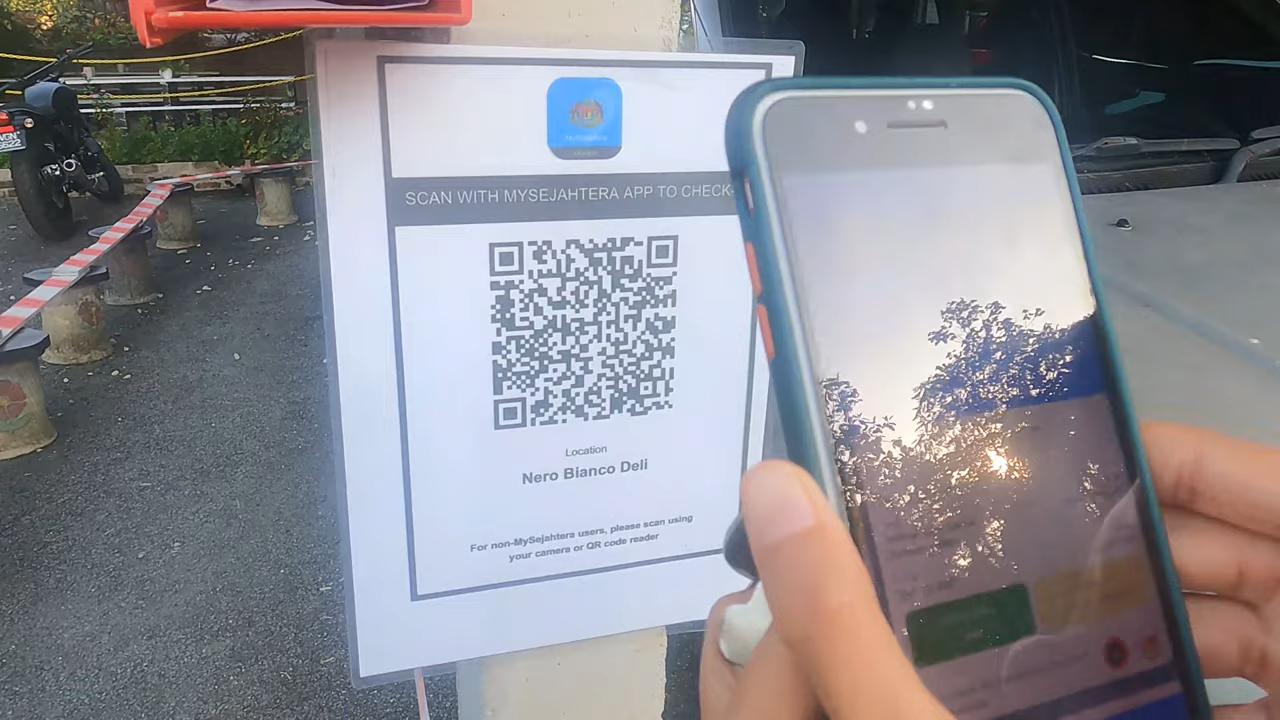 SCAN WITH MYSEJAHTERA APP TO CHECK-
Location
Nero Bianco Deli
For non-MySejahtera users, please scan using
your camera or QR code reader